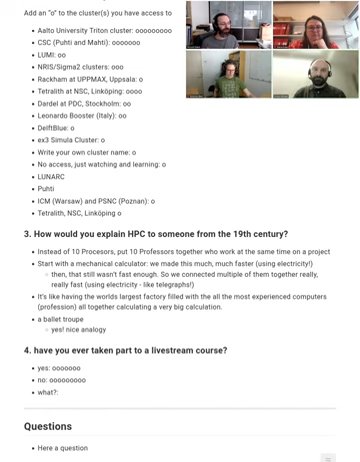 Add an "o" to the cluster(s) you have access to
• Aalto University Triton cluster: ooooooooo
• CSC (Puhti and Mahti): ooooooo
• LUMI: oo
• NRIS/Sigma2 clusters: ooo
• Rackham at UPPMAX, Uppsala: o
• Tetralith at NSC, Linköping: oooo
• Dardel at PDC, Stockholm: oo
• Leonardo Booster (Italy): oo
• DelftBlue: o
• ex3 Simula Cluster: o
• Write your own cluster name: o
• No access, just watching and learning: o
• LUNARC
• Puhti
• ICM (Warsaw) and PSNC (Poznan): o
• Tetralith, NSC, Linköping o
3. How would you explain HPC to someone from the 19th century?
• Instead of 10 Procesors, put 10 Professors together who work at the same time on a project
• Start with a mechanical calculator: we made this much, much faster (using electricity!)
○ then, that still wasn't fast enough. So we connected multiple of them together really,
really fast (using electricity - like telegraphs!)
• It's like having the worlds largest factory filled with the all the most experienced computers
(profession) all together calculating a very big calculation.
• a ballet troupe
○ yes! nice analogy
4. have you ever taken part to a livestream course?
• yes: ooooooo
• no: ooooooooo
• what?:
Questions
• Here a question